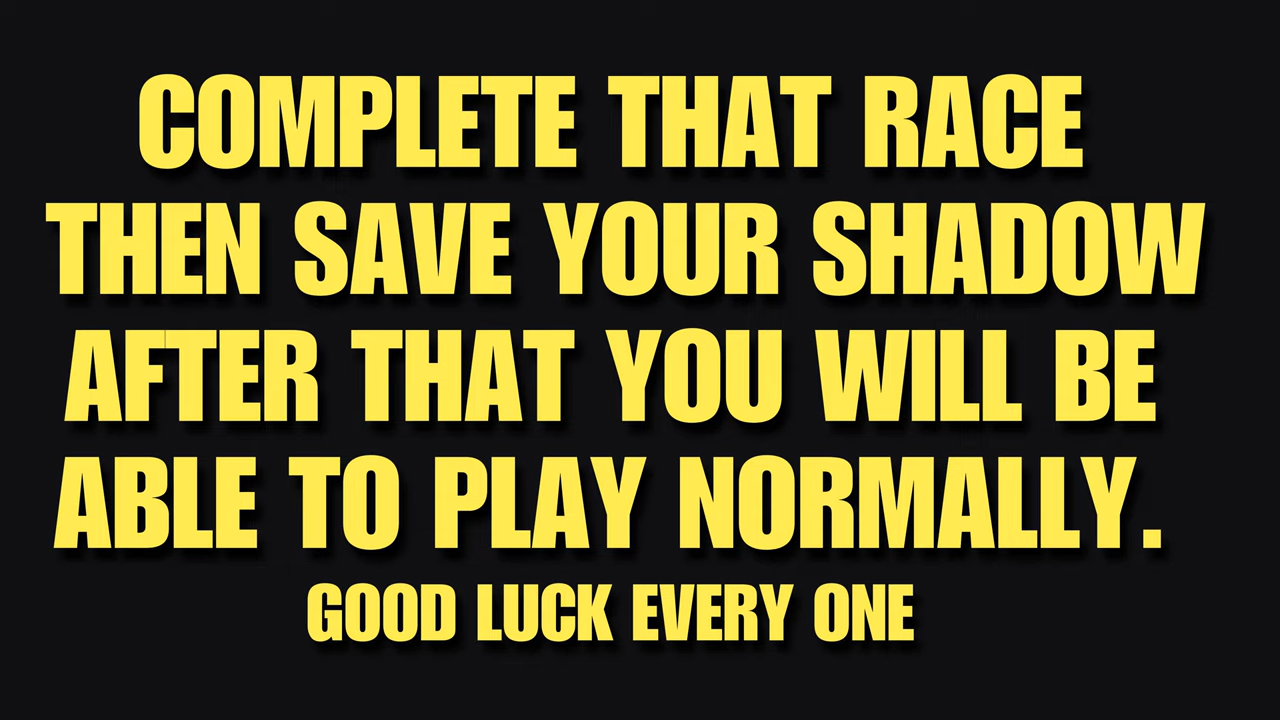 COMPLETE THAT RACE
THEN SAVE YOUR SHADOW
AFTER THAT YOU WILL BE
ABLE TO PLAY NORMALLY.
GOOD LUCK EVERY ONE